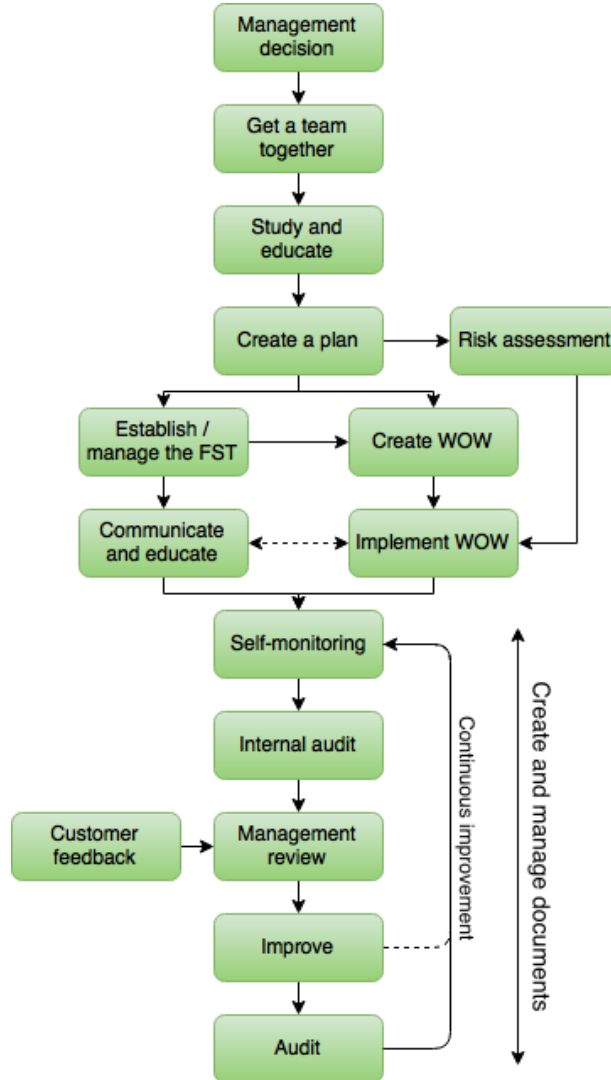 Management
decision
Get a team
together
Study and
educate
Create a plan
Risk assessment
Establish /
manage the FST
Create WOW
Communicate
and educate
Implement WOW
Self-monitoring
Internal audit
Customer
feedback
Management
review
Improve
Audit
Continuous improvement
Create and manage documents